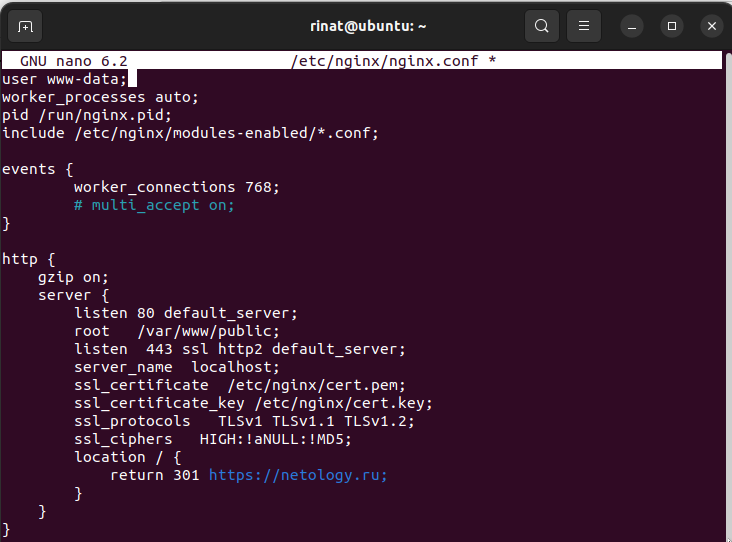 rinat@ubuntu: ~
GNU nano 6.2 /etc/nginx/nginx.conf *
user www-data;
worker_processes auto;
pid /run/nginx.pid;
include /etc/nginx/modules-enabled/*.conf;
events {
worker_connections 768;
# multi_accept on;
}
http {
gzip on;
server {
listen 80 default_server;
root /var/www/public;
listen 443 ssl http2 default_server;
server_name localhost;
ssl_certificate /etc/nginx/cert.pem;
ssl_certificate_key /etc/nginx/cert.key;
ssl_protocols TLSv1 TLSv1.1 TLSv1.2;
ssl_ciphers HIGH:!aNULL:!MD5;
location / {
return 301 https://netology.ru;
}
}
}